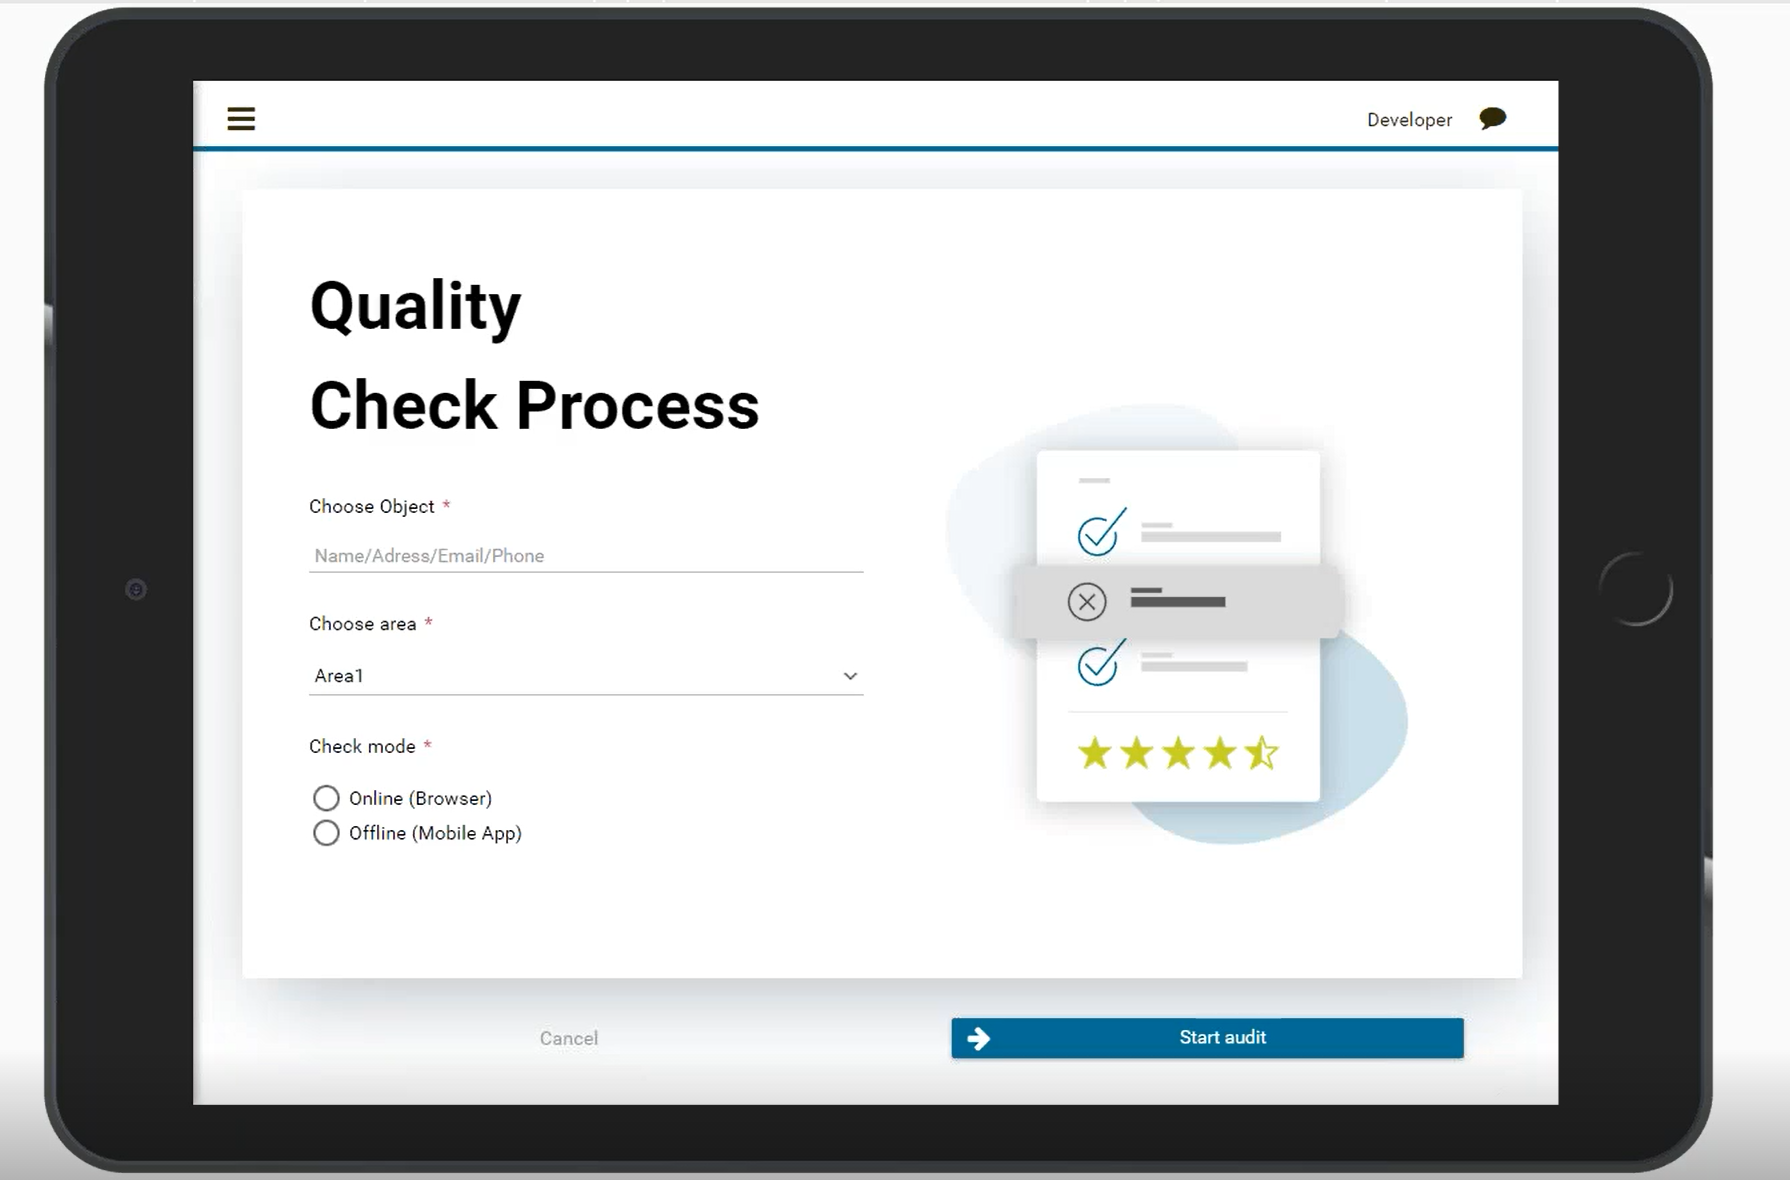 Developer
Quality
Check Process
Choose Object *
Name/Adress/Email/Phone
Choose area *
Area1
Check mode *
Online (Browser)
Offline (Mobile App)
Cancel
Start audit